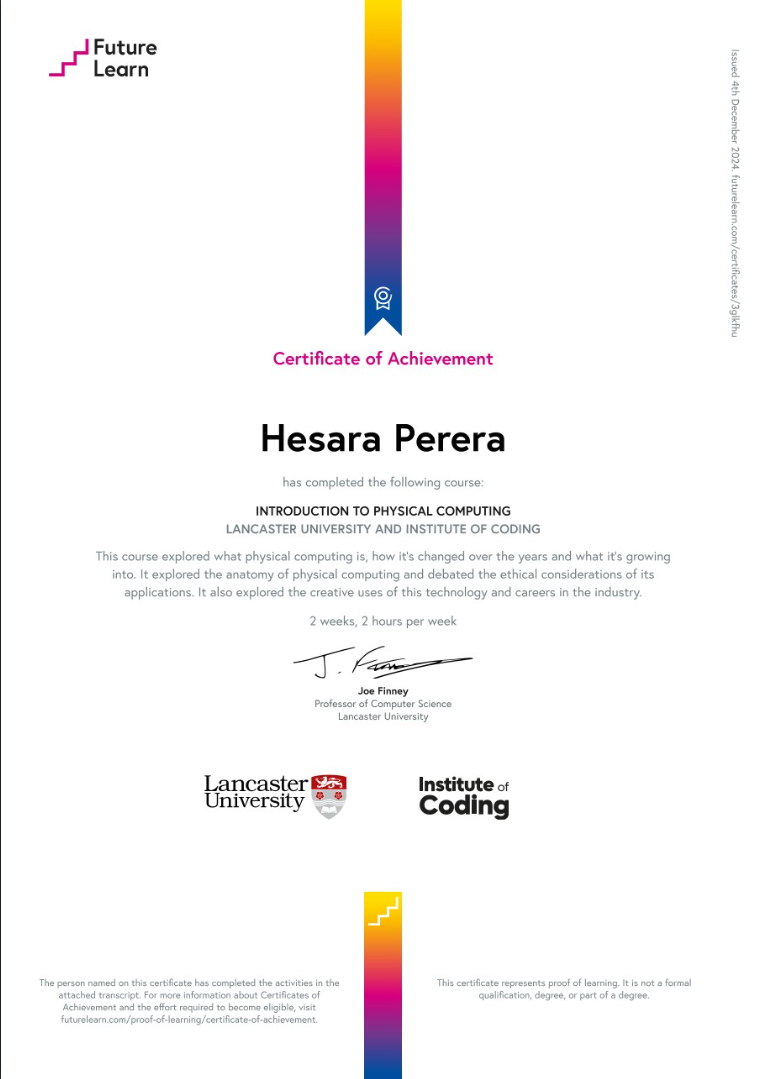 Future
Learn
Issued 4th December 2024. futurelearn.com/certificates/3glkfhu
Certificate of Achievement
Hesara Perera
has completed the following course:
INTRODUCTION TO PHYSICAL COMPUTING
LANCASTER UNIVERSITY AND INSTITUTE OF CODING
This course explored what physical computing is, how it's changed over the years and what it's growing
into. It explored the anatomy of physical computing and debated the ethical considerations of its
applications. It also explored the creative uses of this technology and careers in the industry.
2 weeks, 2 hours per week
Joe Finney
Professor of Computer Science
Lancaster University
Lancaster
University
Institute of
Coding
The person named on this certificate has completed the activities in the
attached transcript. For more information about Certificates of
Achievement and the effort required to become eligible, visit
futurelearn.com/proof-of-learning/certificate-of-achievement.
This certificate represents proof of learning. It is not a formal
qualification, degree, or part of a degree.